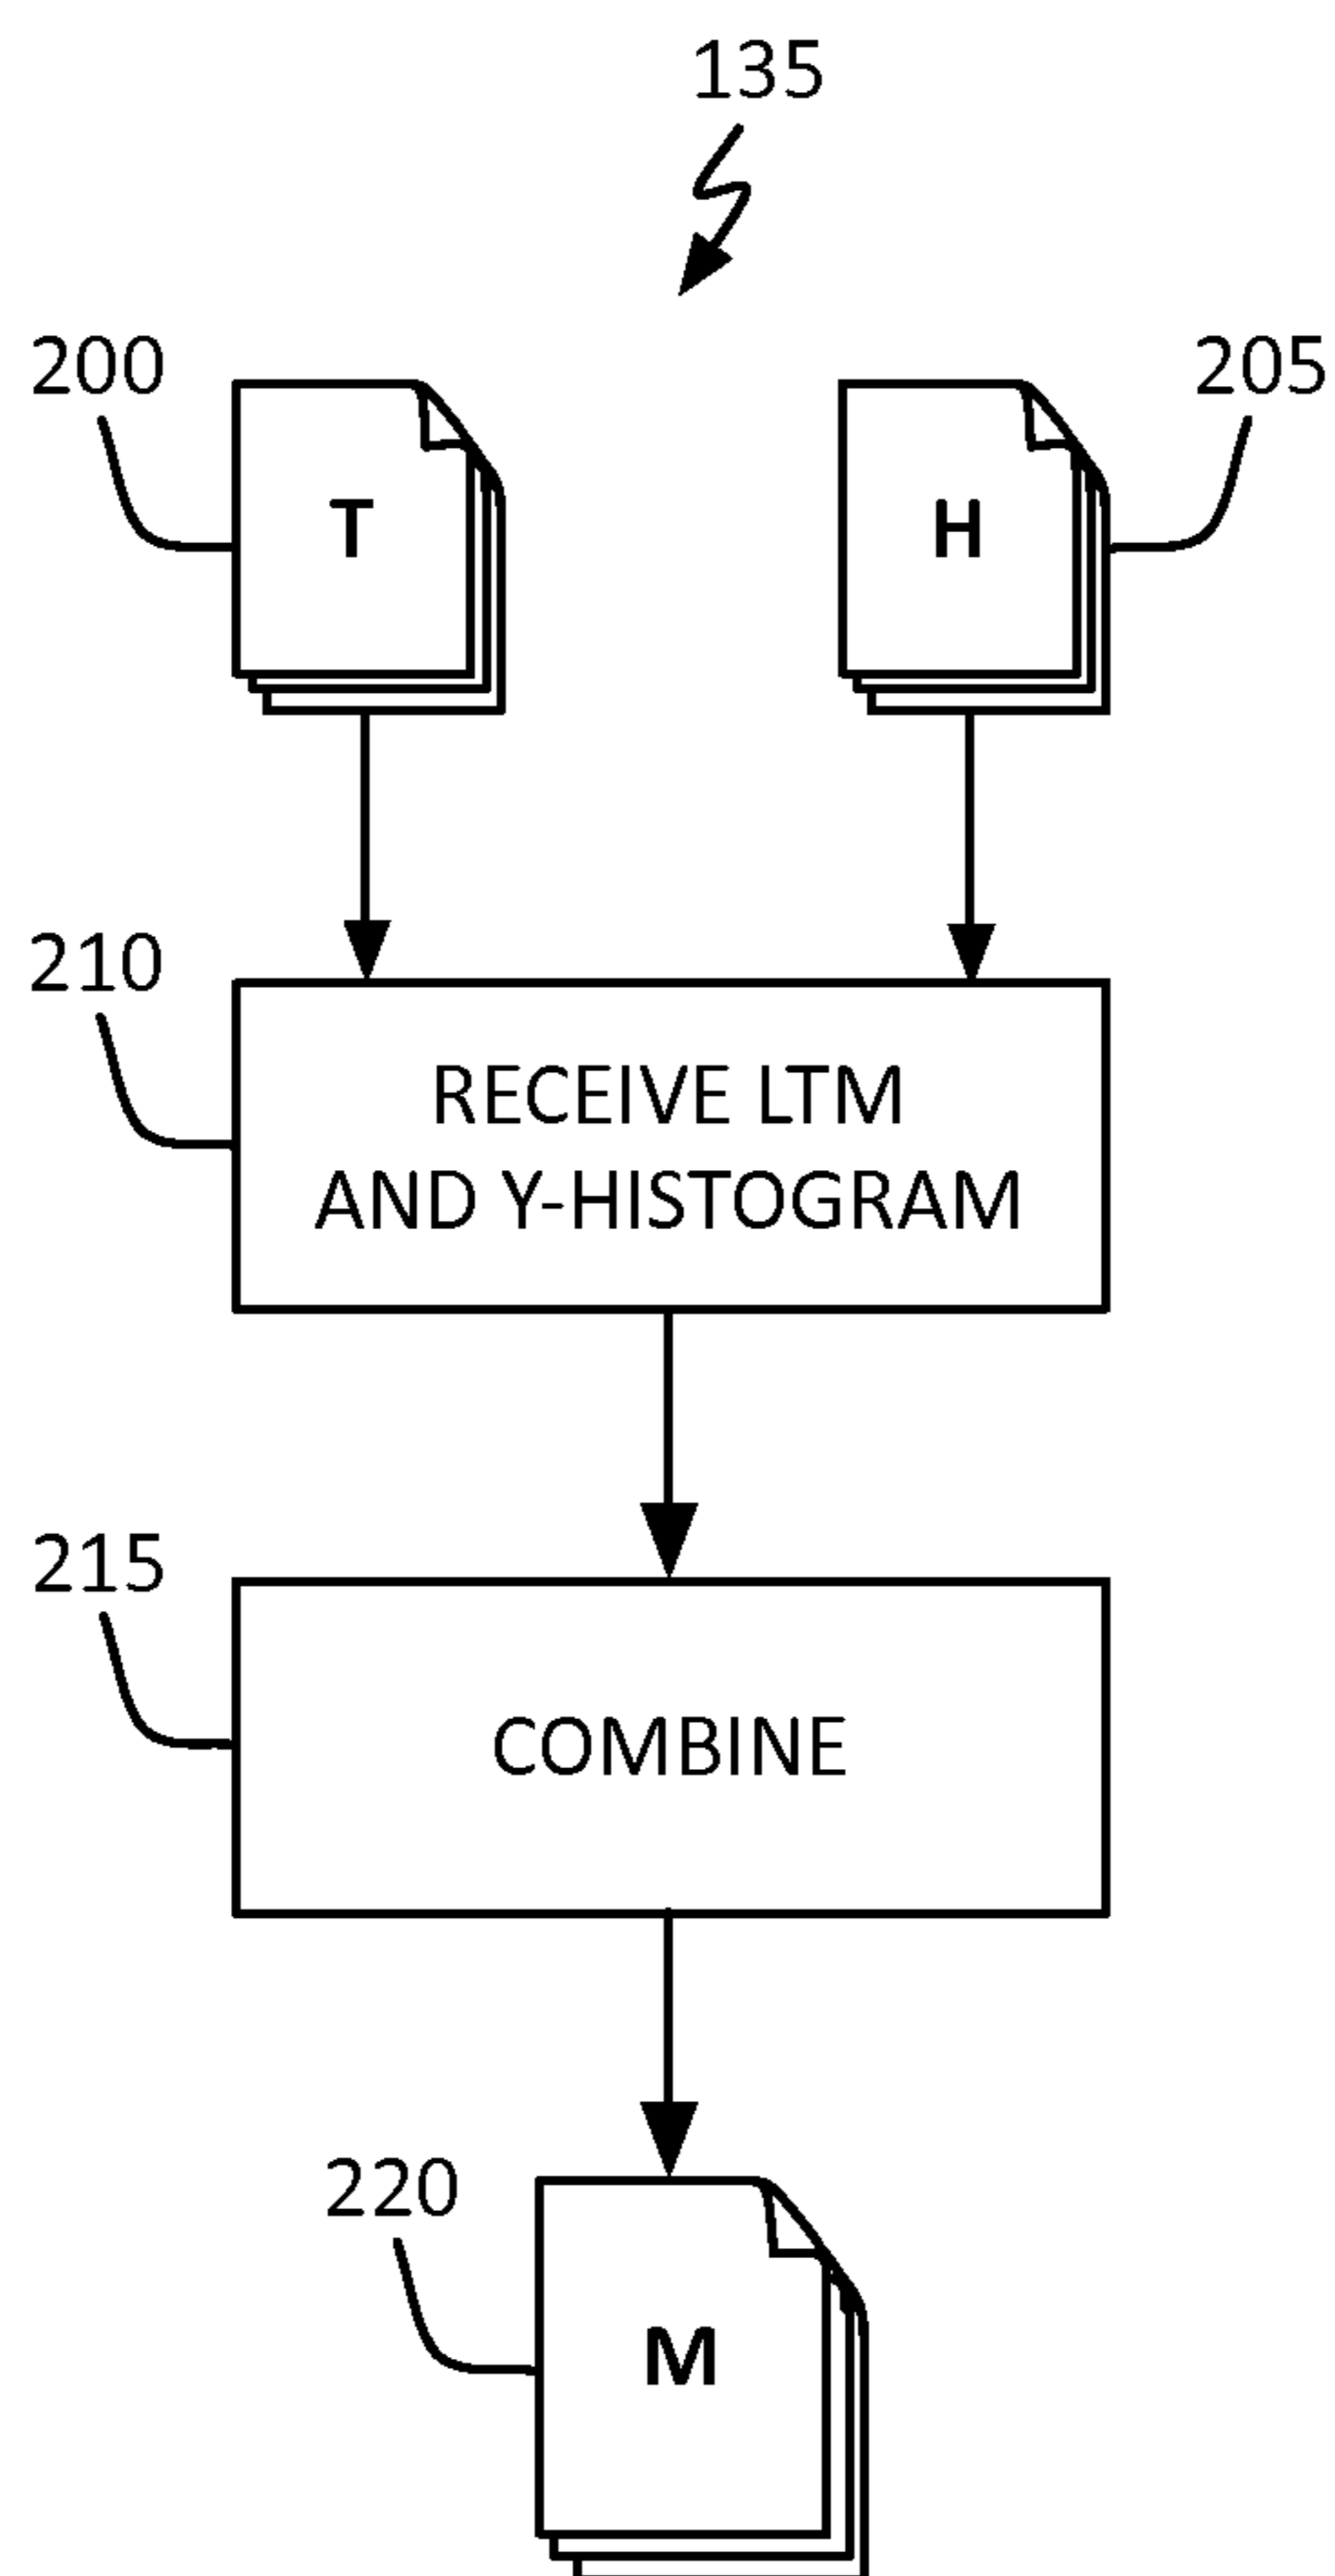 135
200
205
T
H
210
RECEIVE LTM
AND Y-HISTOGRAM
215
COMBINE
220
M